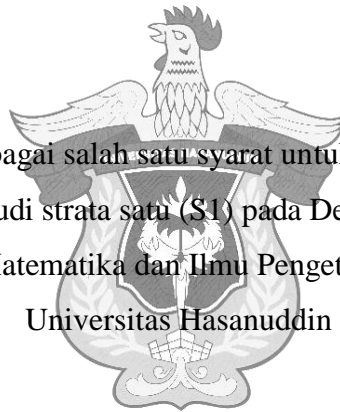 bagai salah satu syarat untuk
udi strata satu (S1) pada De
Matematika dan Ilmu Penget
Universitas Hasanuddin